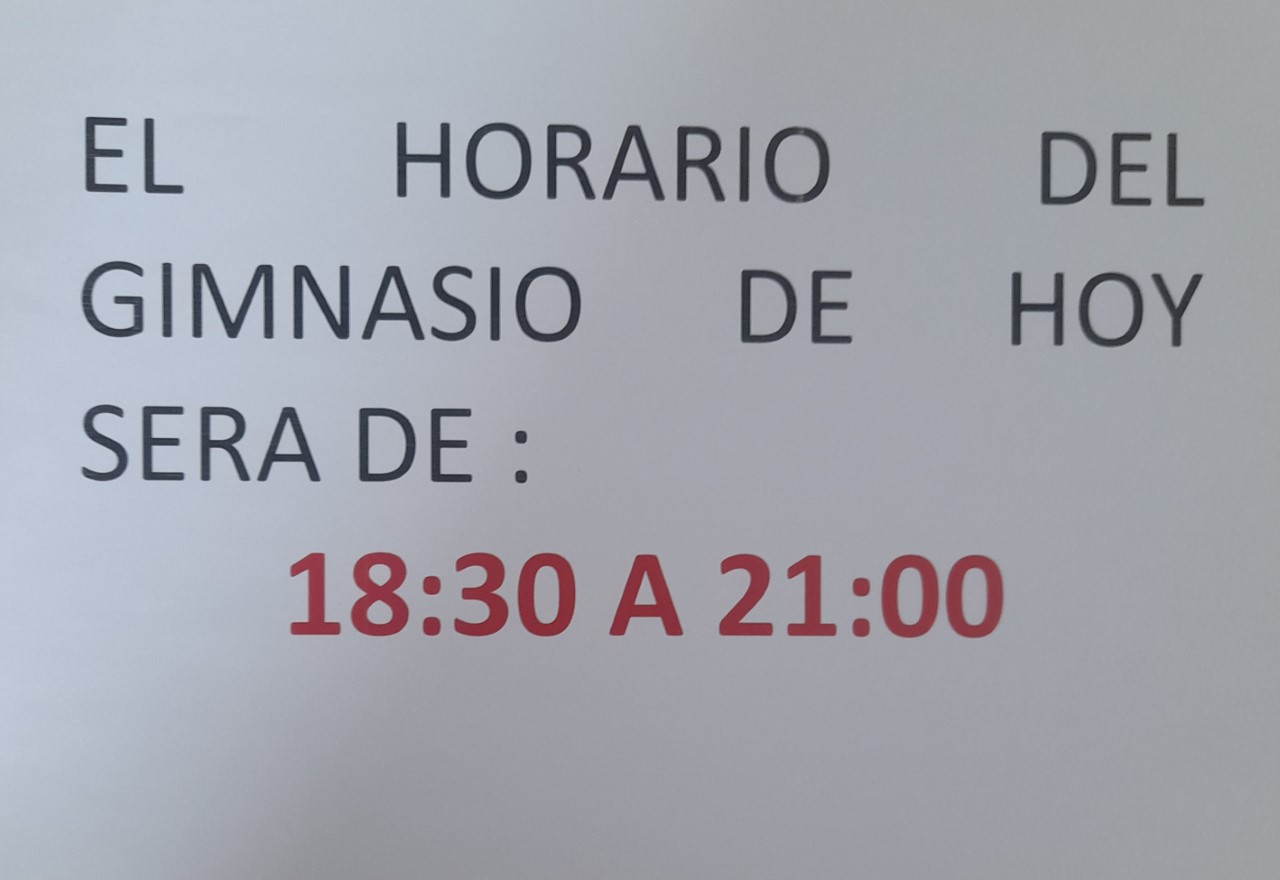 EL HORARIO DEL
GIMNASIO DE HOY
SERA DE :
18:30 A 21:00